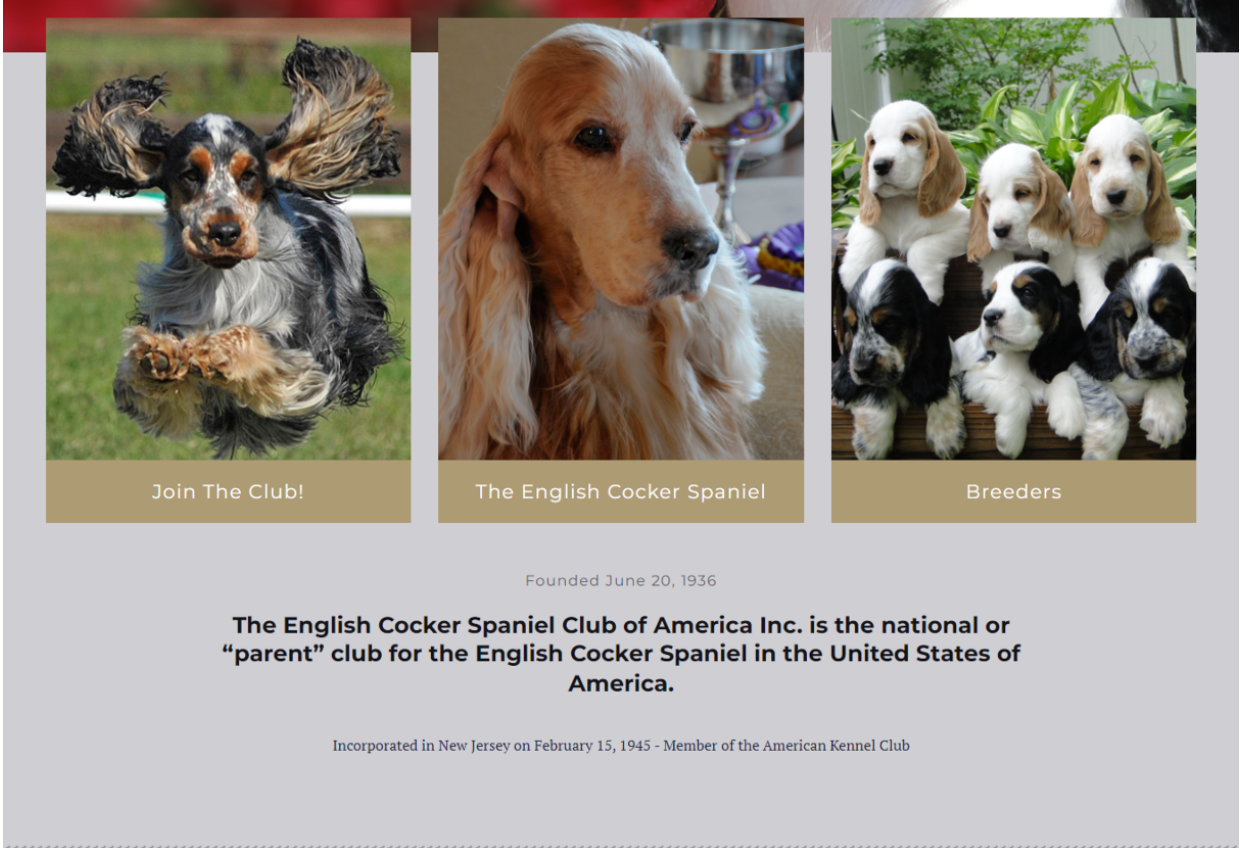 Join The Club!
The English Cocker Spaniel
Breeders
Founded June 20, 1936
The English Cocker Spaniel Club of America Inc. is the national or
“parent” club for the English Cocker Spaniel in the United States of
America.
Incorporated in New Jersey on February 15, 1945 - Member of the American Kennel Club